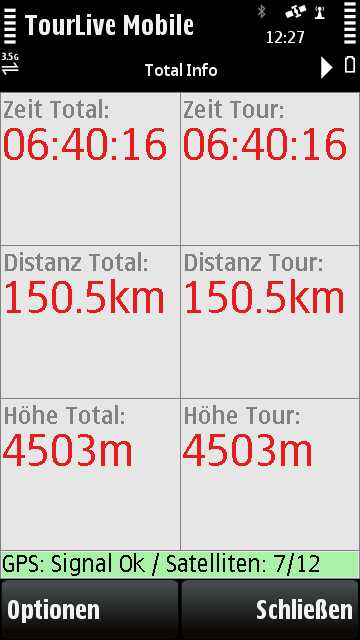 TourLive Mobile
12:27
3.5G
Total Info
Zeit Total: Zeit Tour:
06:40:16 06:40:16
Distanz Total: Distanz Tour:
150.5km 150.5km
Höhe Total: Höhe Tour:
4503m 4503m
GPS: Signal Ok / Satelliten: 7/12
Optionen Schließen